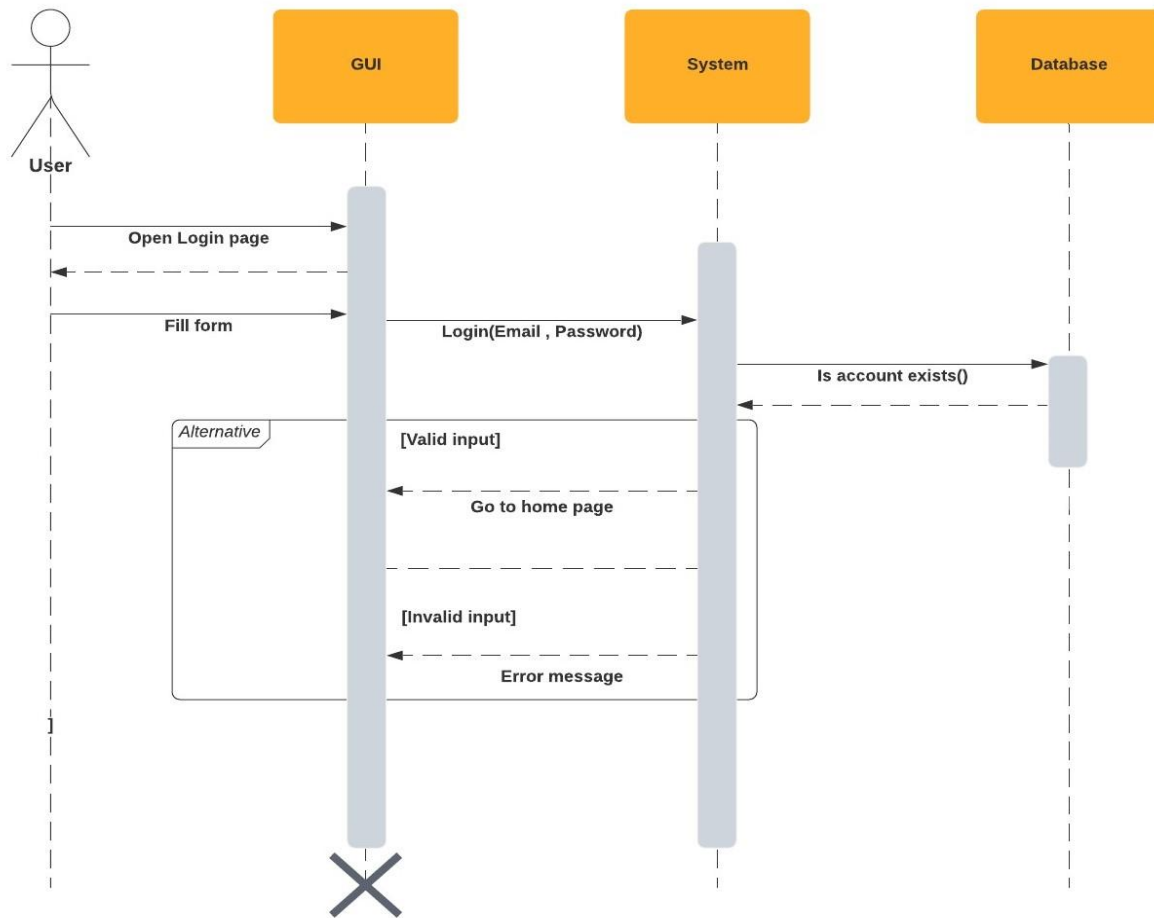 GUI
System
Database
User
Open Login page
Fill form
Login(Email , Password)
Is account exists()
Alternative
[Valid input]
Go to home page
[Invalid input]
Error message
]